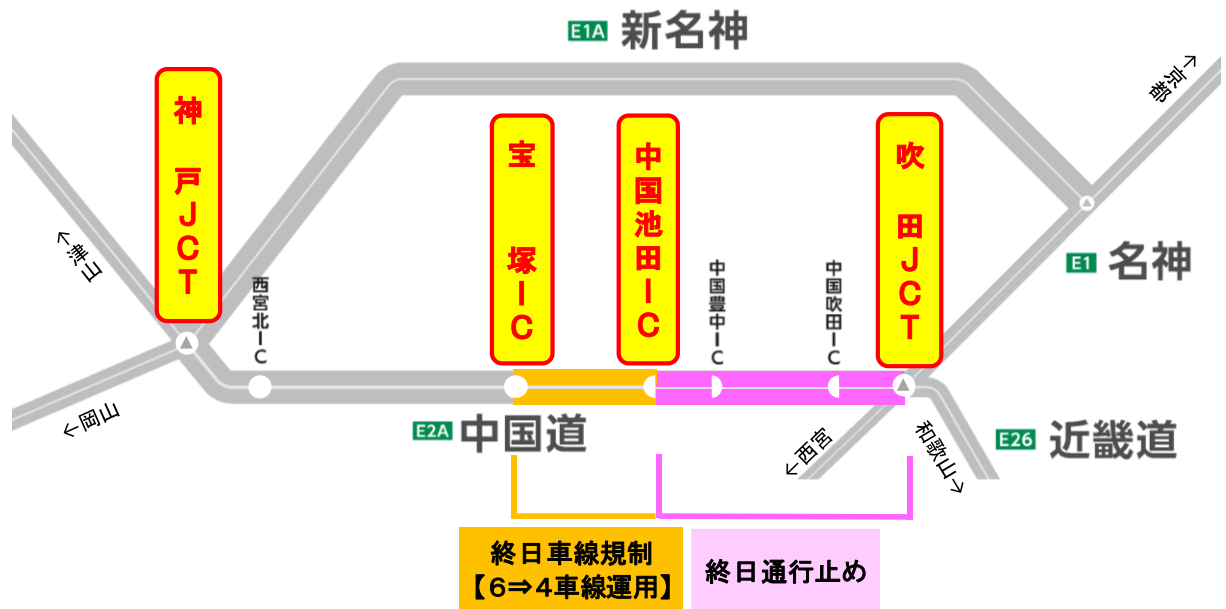 E1A 新名神
神戸JCT
宝塚IC
中国池田IC
吹田JCT
←京都
E1 名神
←津山
西宮北IC
中国豊中IC
中国吹田IC
←岡山
E2A 中国道
←西宮
和歌山→
E26 近畿道
終日車線規制
【6⇒4車線運用】
終日通行止め